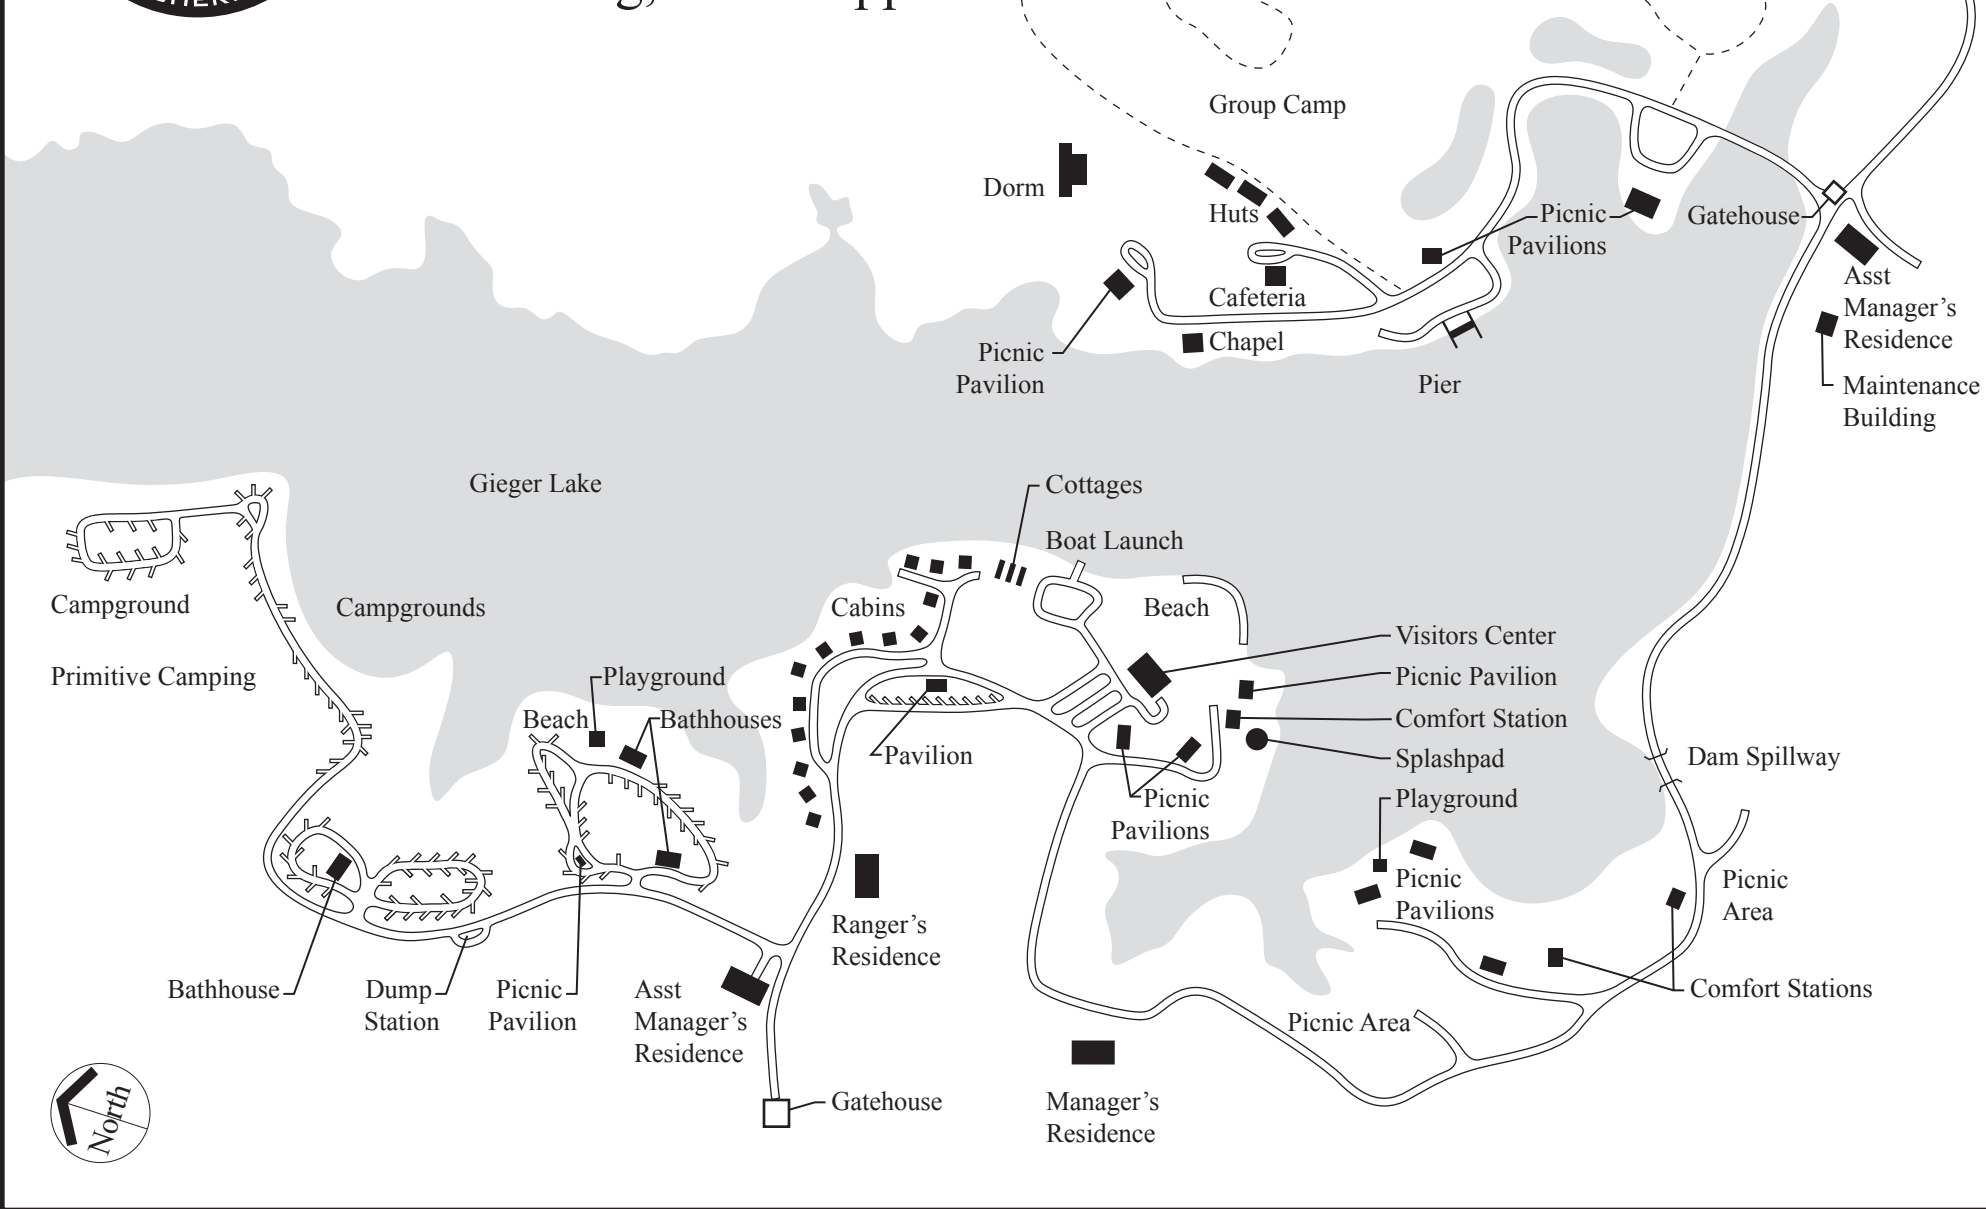 Group Camp
Dorm
Huts
Picnic
Pavilions
Gatehouse
Cafeteria
Asst
Manager’s
Residence
Chapel
Picnic
Pavilion
Pier
Maintenance
Building
Gieger Lake
Cottages
Boat Launch
Campground
Campgrounds
Cabins
Beach
Visitors Center
Primitive Camping
Playground
Picnic Pavilion
Beach
Bathhouses
Comfort Station
Pavilion
Splashpad
Dam Spillway
Picnic
Pavilions
Playground
Picnic
Pavilions
Picnic
Area
Ranger’s
Residence
Bathhouse
Dump
Station
Picnic
Pavilion
Asst
Manager’s
Residence
Comfort Stations
Picnic Area
North
Gatehouse
Manager’s
Residence